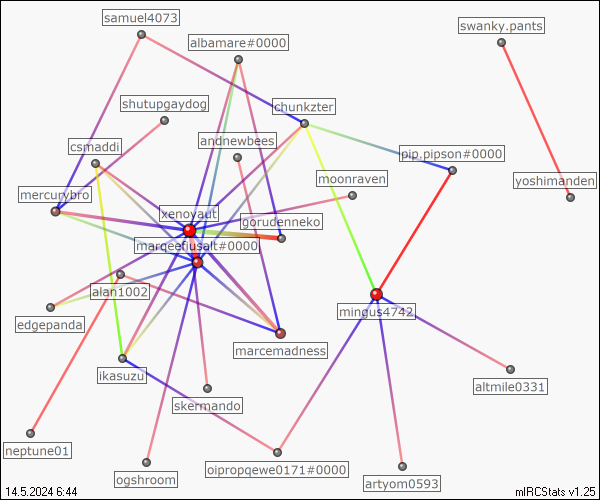 samuel4073
swanky.pants
albamare#0000
shutupgaydog
chunkzter
andnewbees
csmaddi
pip.pipson#0000
moonraven
yoshimanden
mercurybro
xenoyaut
gorudenneko
marqeefiusalt#0000
alan1002
mingus4742
edgepanda
marcemadness
ikasuzu
altmile0331
skermando
neptune01
oipropqewe0171#0000
ogshroom
artyom0593
14.5.2024 6:44
mIRCStats v1.25